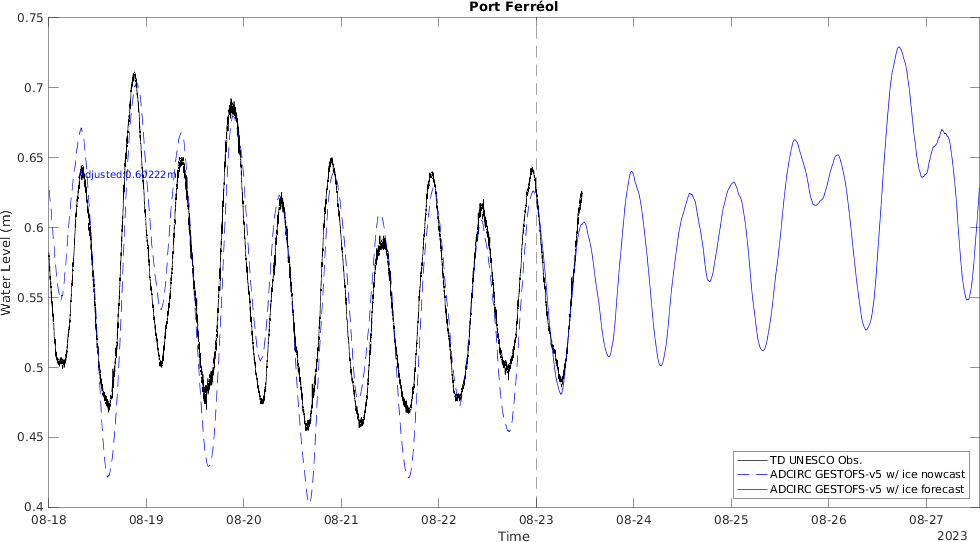 Port Ferréol
0.75
0.7
0.65
0.6
0.55
0.5
0.45
0.4
Water Level (m)
Adjusted:0.60222m
TD UNESCO Obs.
ADCIRC GESTOFS-v5 w/ ice nowcast
ADCIRC GESTOFS-v5 w/ ice forecast
08-18 08-19 08-20 08-21 08-22 08-23 08-24 08-25 08-26 08-27
Time
2023